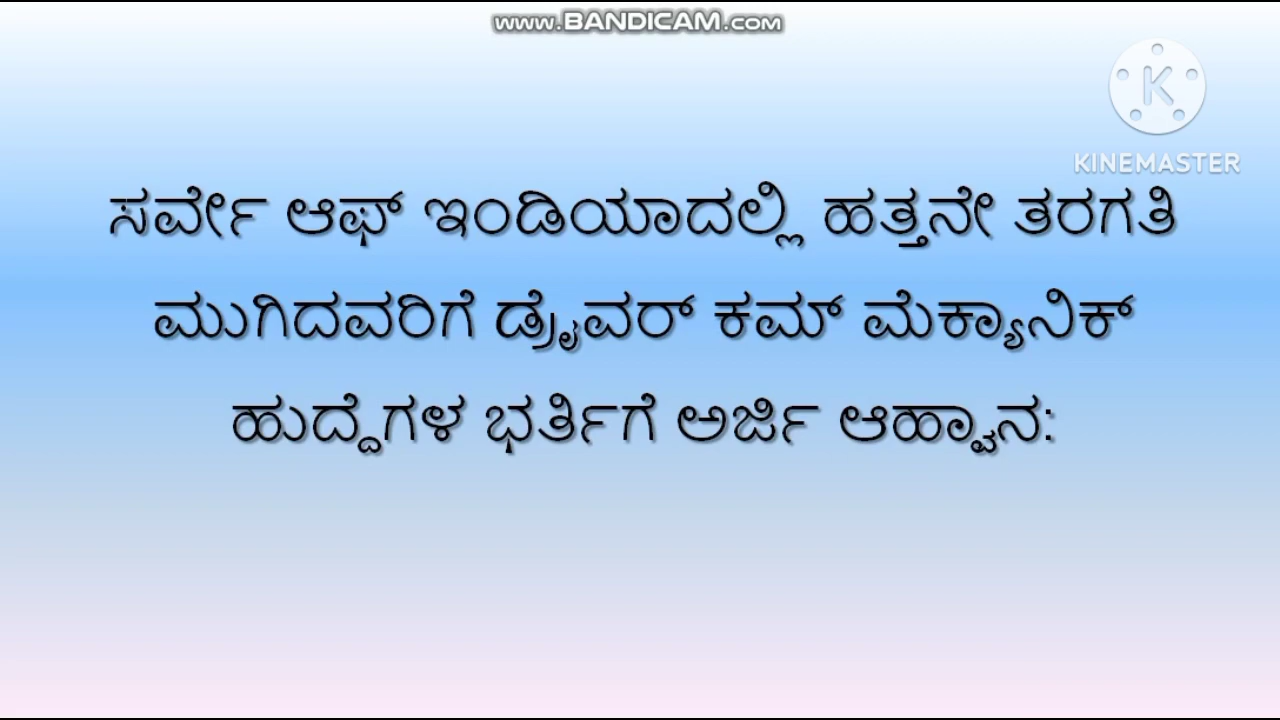 www.BANDICAM.com
K
KINEMASTER
ಸರ್ವೇ ಆಫ್ ಇಂಡಿಯಾದಲ್ಲಿ ಹತ್ತನೇ ತರಗತಿ
ಮುಗಿದವರಿಗೆ ಡ್ರೈವರ್ ಕಮ್ ಮೆಕ್ಯಾನಿಕ್
ಹುದ್ದೆಗಳ ಭರ್ತಿಗೆ ಅರ್ಜಿ ಆಹ್ವಾನ: